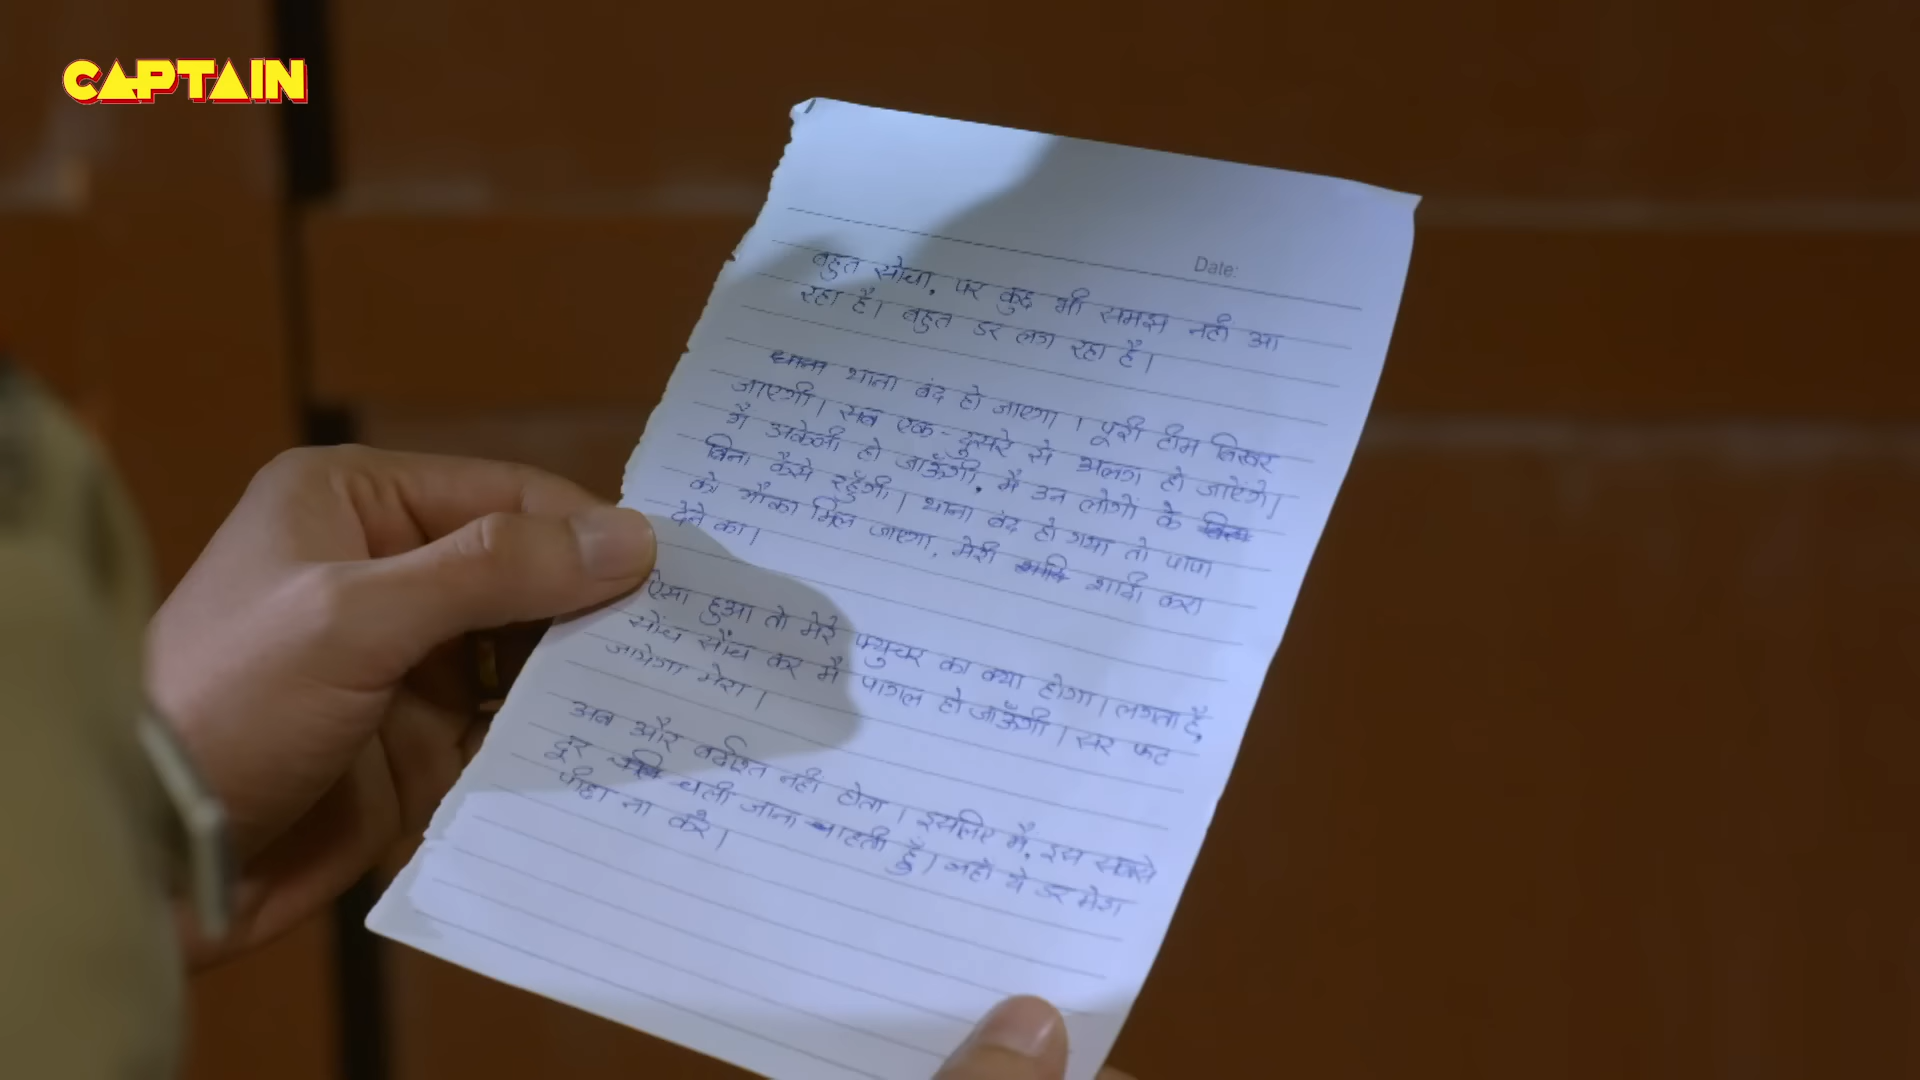 CAPTAIN
Date:
बहुत सोचा, पर कुछ भी समझ नहीं आ
रहा है। बहुत डर लग रहा है।
थाना बंद हो जाएगा । पूरी टीम बिखर
जाएगी। सब एक-दुसरे से अलग हो जाऐंगे।
मैं अकेली हो जाऊँगी, मैं उन लोगों के
बिना कैसे रहुँगी। थाना बंद हो गया तो पापा
को मौका मिल जाएगा, मेरी शादी करा
देने का।
ऐसा हुआ तो मेरे फ्युचर का क्या होगा। लगता है,
सोंच सोंच कर मैं पागल हो जाऊँगी। सर फट
जायेगा मेरा।
अब और बर्दाश्त नहीं होता। इसलिए मैं, इस सबसे
दूर चली जाना चाहती हूँ। जहाँ ये डर मेरा
पीछा ना करे।